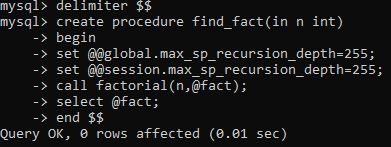 mysql> delimiter $$
mysql> create procedure find_fact(in n int)
    -> begin
    -> set @@global.max_sp_recursion_depth=255;
    -> set @@session.max_sp_recursion_depth=255;
    -> call factorial(n,@fact);
    -> select @fact;
    -> end $$
Query OK, 0 rows affected (0.01 sec)